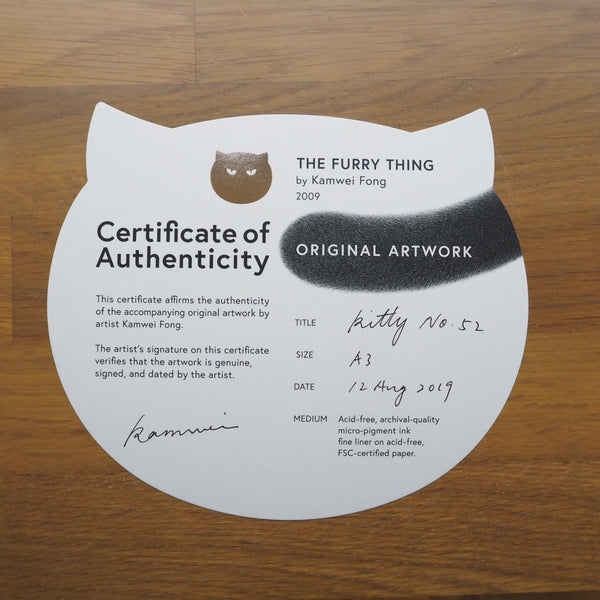 THE FURRY THING
by Kamwei Fong
2009
Certificate of
Authenticity
ORIGINAL ARTWORK
This certificate affirms the authenticity
of the accompanying original artwork by
artist Kamwei Fong.
The artist's signature on this certificate
verifies that the artwork is genuine,
signed, and dated by the artist.
Kamwei
TITLE Kitty No. 52
SIZE A3
DATE 12 Aug 2019
MEDIUM Acid-free, archival-quality
micro-pigment ink
fine liner on acid-free,
FSC-certified paper.